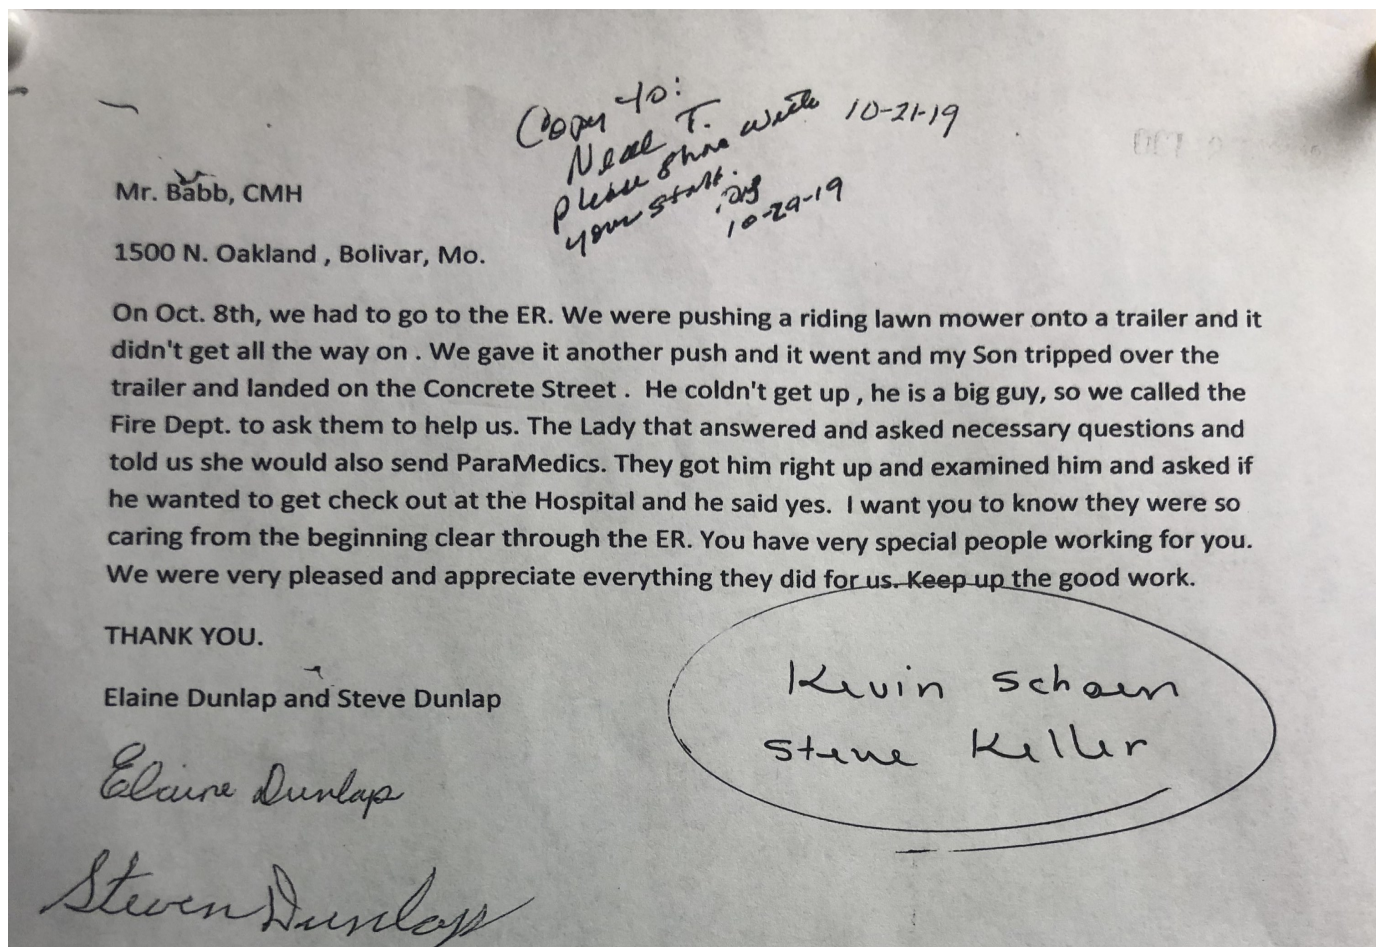 Copy to:
Neal T.
please share with
your staff.
10-29-19
10-21-19
Mr. Babb, CMH
1500 N. Oakland , Bolivar, Mo.
On Oct. 8th, we had to go to the ER. We were pushing a riding lawn mower onto a trailer and it
didn't get all the way on . We gave it another push and it went and my Son tripped over the
trailer and landed on the Concrete Street .  He coldn't get up , he is a big guy, so we called the
Fire Dept. to ask them to help us. The Lady that answered and asked necessary questions and
told us she would also send ParaMedics. They got him right up and examined him and asked if
he wanted to get check out at the Hospital and he said yes.  I want you to know they were so
caring from the beginning clear through the ER. You have very special people working for you.
We were very pleased and appreciate everything they did for us. Keep up the good work.
THANK YOU.
Elaine Dunlap and Steve Dunlap
Kevin Schoen
Steve Keller
Elaine Dunlap
Steven Dunlap